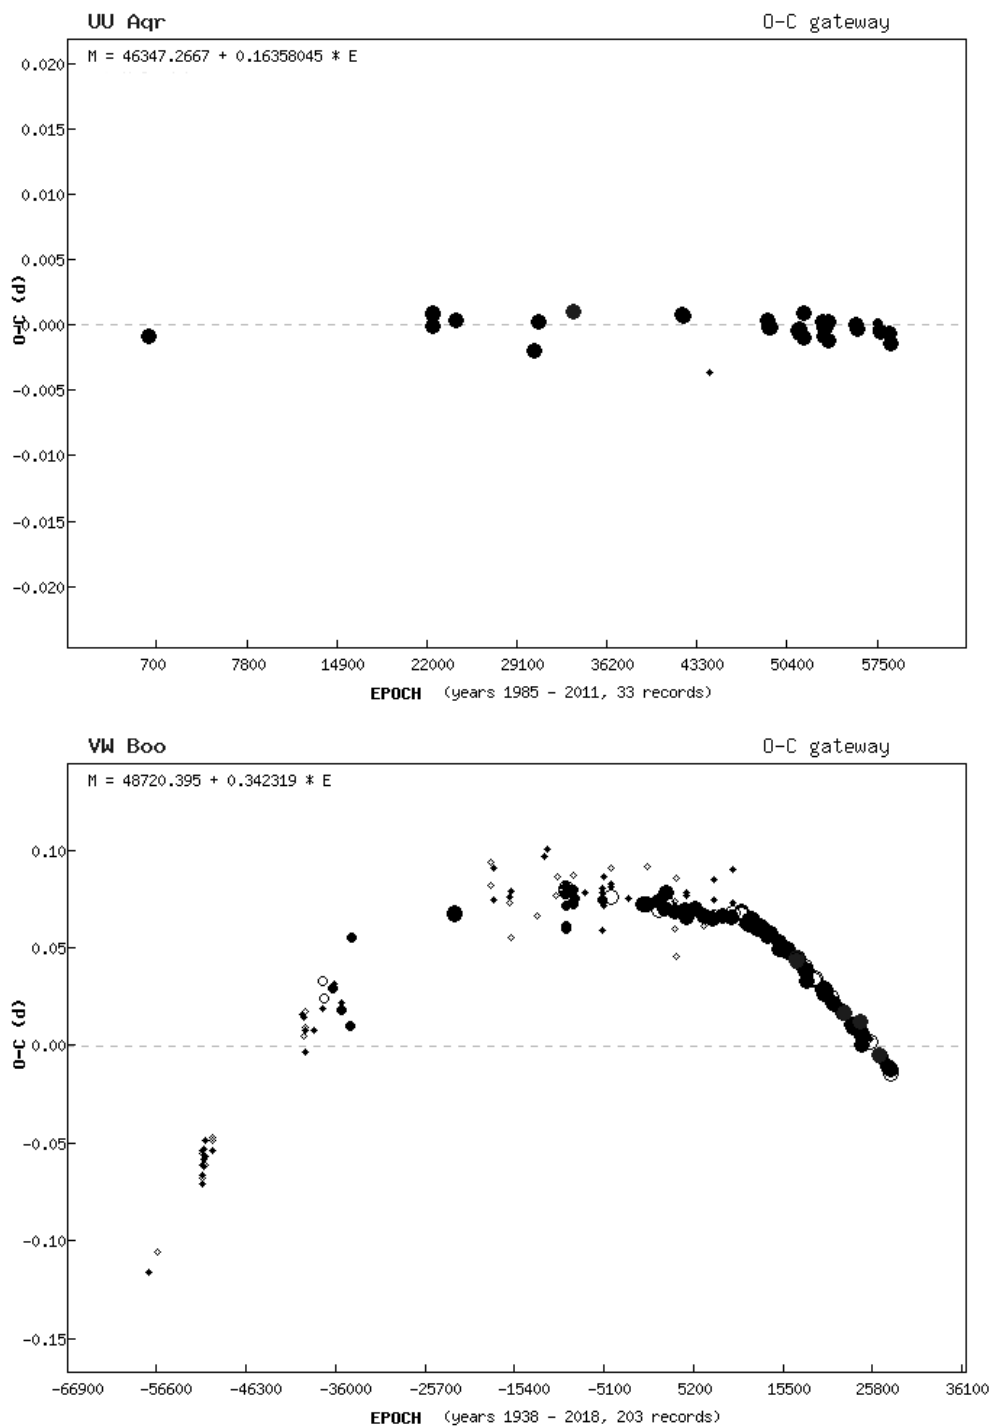 UU Aqr
O-C gateway
M = 46347.2667 + 0.16358045 * E
0.020
0.015
0.010
0.005
0.000
-0.005
-0.010
-0.015
-0.020
O-C (d)
700 7800 14900 22000 29100 36200 43300 50400 57500
EPOCH (years 1985 - 2011, 33 records)
VW Boo
O-C gateway
M = 48720.395 + 0.342319 * E
0.10
0.05
0.00
-0.05
-0.10
-0.15
O-C (d)
-66900 -56600 -46300 -36000 -25700 -15400 -5100 5200 15500 25800 36100
EPOCH (years 1938 - 2018, 203 records)